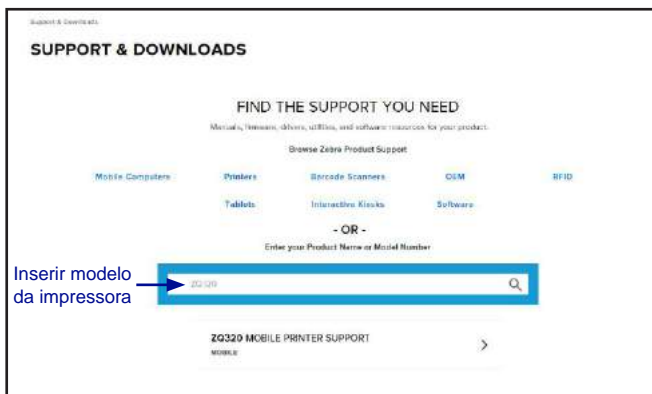 Support & Downloads
SUPPORT & DOWNLOADS
FIND THE SUPPORT YOU NEED
Manuals, firmware, drivers, utilities, and software resources for your product.
Browse Zebra Product Support
Mobile Computers Printers Barcode Scanners OEM RFID
Tablets Interactive Kiosks Software
- OR -
Enter your Product Name or Model Number
Inserir modelo
da impressora
ZQ320
ZQ320 MOBILE PRINTER SUPPORT
MOBILE